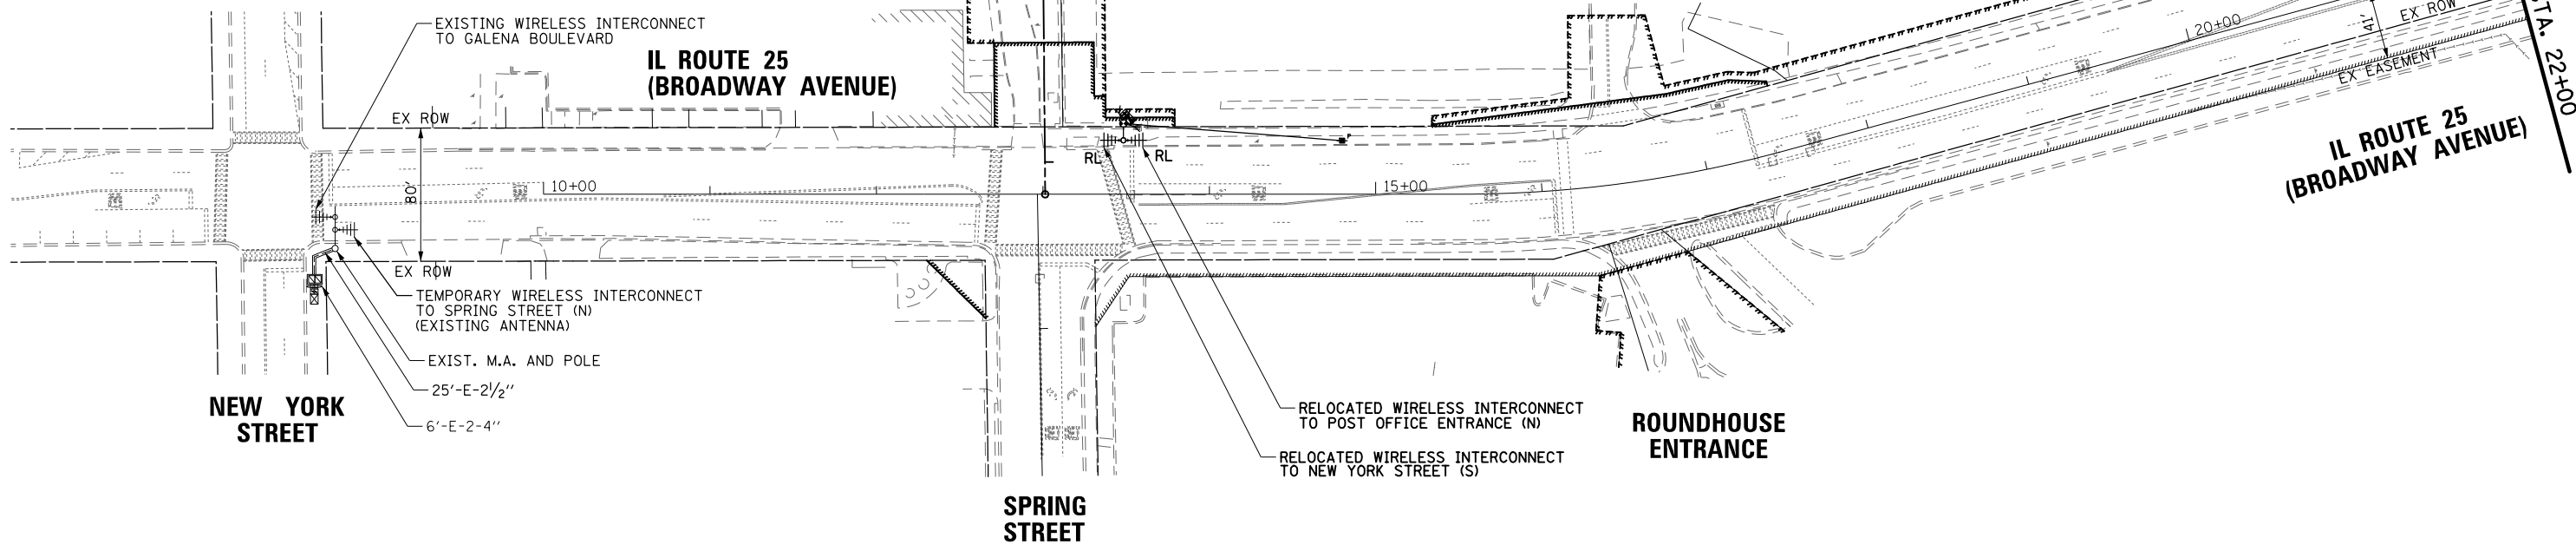 EXISTING WIRELESS INTERCONNECT
TO GALENA BOULEVARD
IL ROUTE 25
(BROADWAY AVENUE)
EX ROW
80'
10+00
RL
RL
15+00
20+00
41'
EX ROW
EX EASEMENT
STA. 22+00
IL ROUTE 25
(BROADWAY AVENUE)
EX ROW
TEMPORARY WIRELESS INTERCONNECT
TO SPRING STREET (N)
(EXISTING ANTENNA)
EXIST. M.A. AND POLE
25'-E-2½"
6'-E-2-4"
NEW YORK
STREET
RELOCATED WIRELESS INTERCONNECT
TO POST OFFICE ENTRANCE (N)
RELOCATED WIRELESS INTERCONNECT
TO NEW YORK STREET (S)
ROUNDHOUSE
ENTRANCE
SPRING
STREET